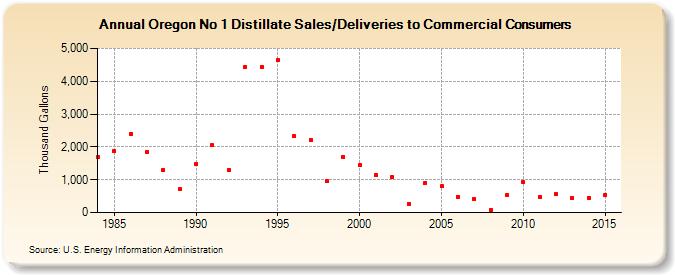 Annual Oregon No 1 Distillate Sales/Deliveries to Commercial Consumers
Thousand Gallons
5,000
4,000
3,000
2,000
1,000
0
1985 1990 1995 2000 2005 2010 2015
Source: U.S. Energy Information Administration